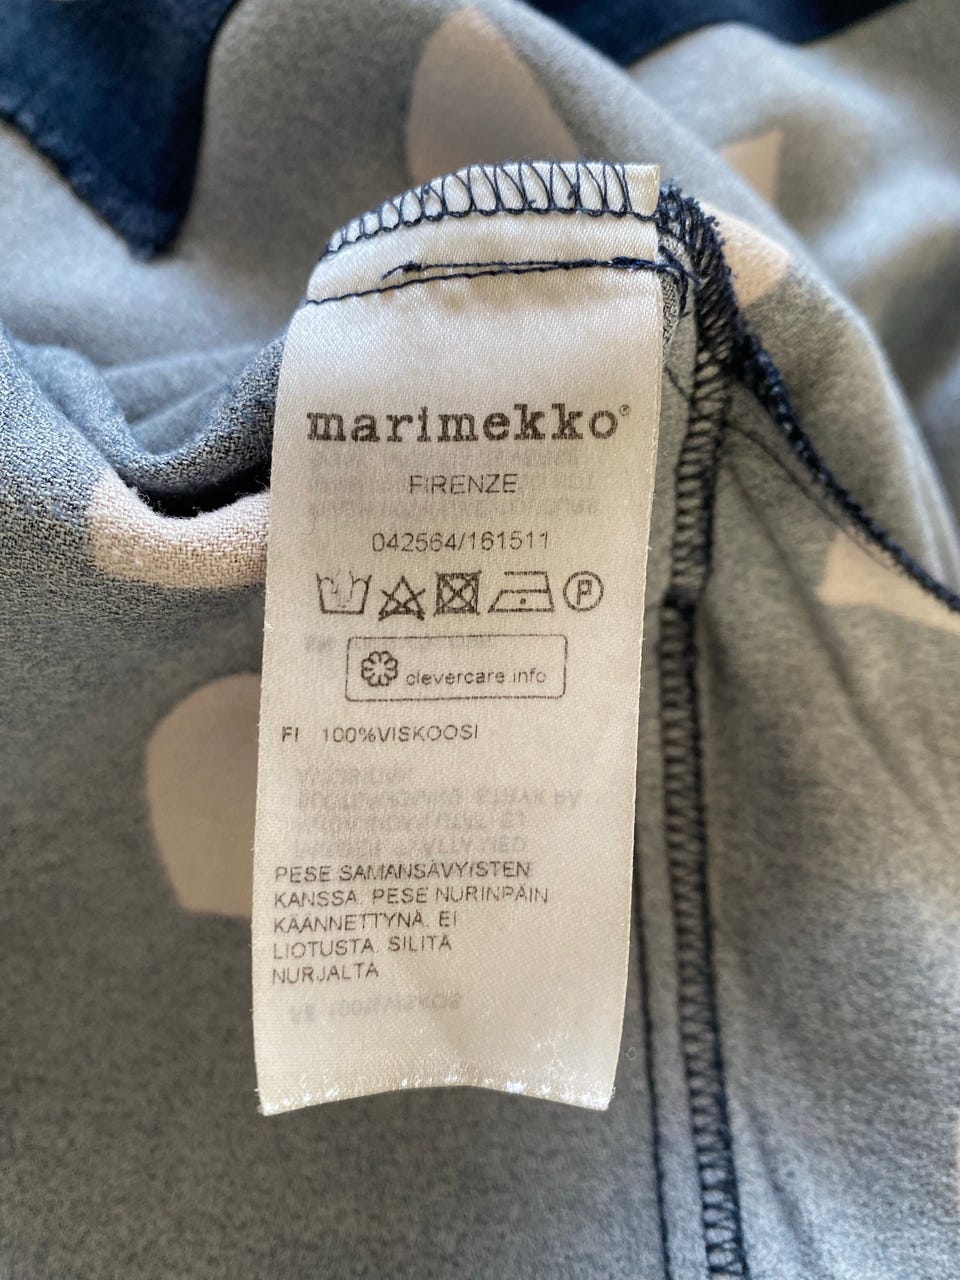 marimekko®
FIRENZE
042564/161511
P
clevercare.info
FI 100%VISKOOSI
PESE SAMANSÄVYISTEN
KANSSA. PESE NURINPÄIN
KÄÄNNETTYNÄ. EI
LIOTUSTA. SILITÄ
NURJALTA